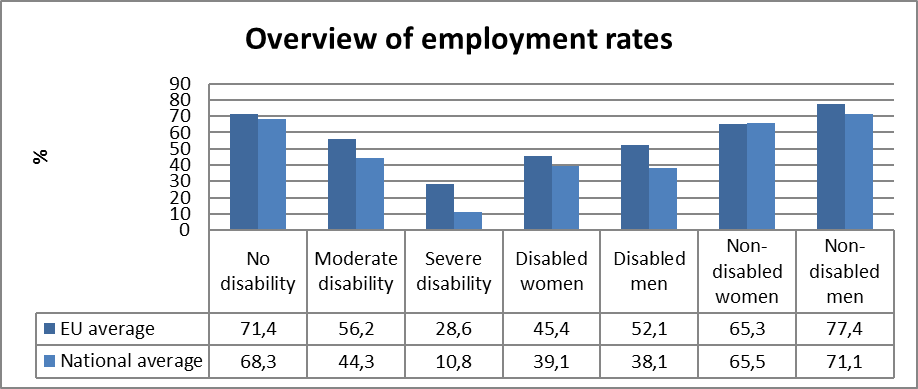 Overview of employment rates
%
90
80
70
60
50
40
30
20
10
0
No disability
Moderate disability
Severe disability
Disabled women
Disabled men
Non-disabled women
Non-disabled men
EU average 71,4 56,2 28,6 45,4 52,1 65,3 77,4
National average 68,3 44,3 10,8 39,1 38,1 65,5 71,1